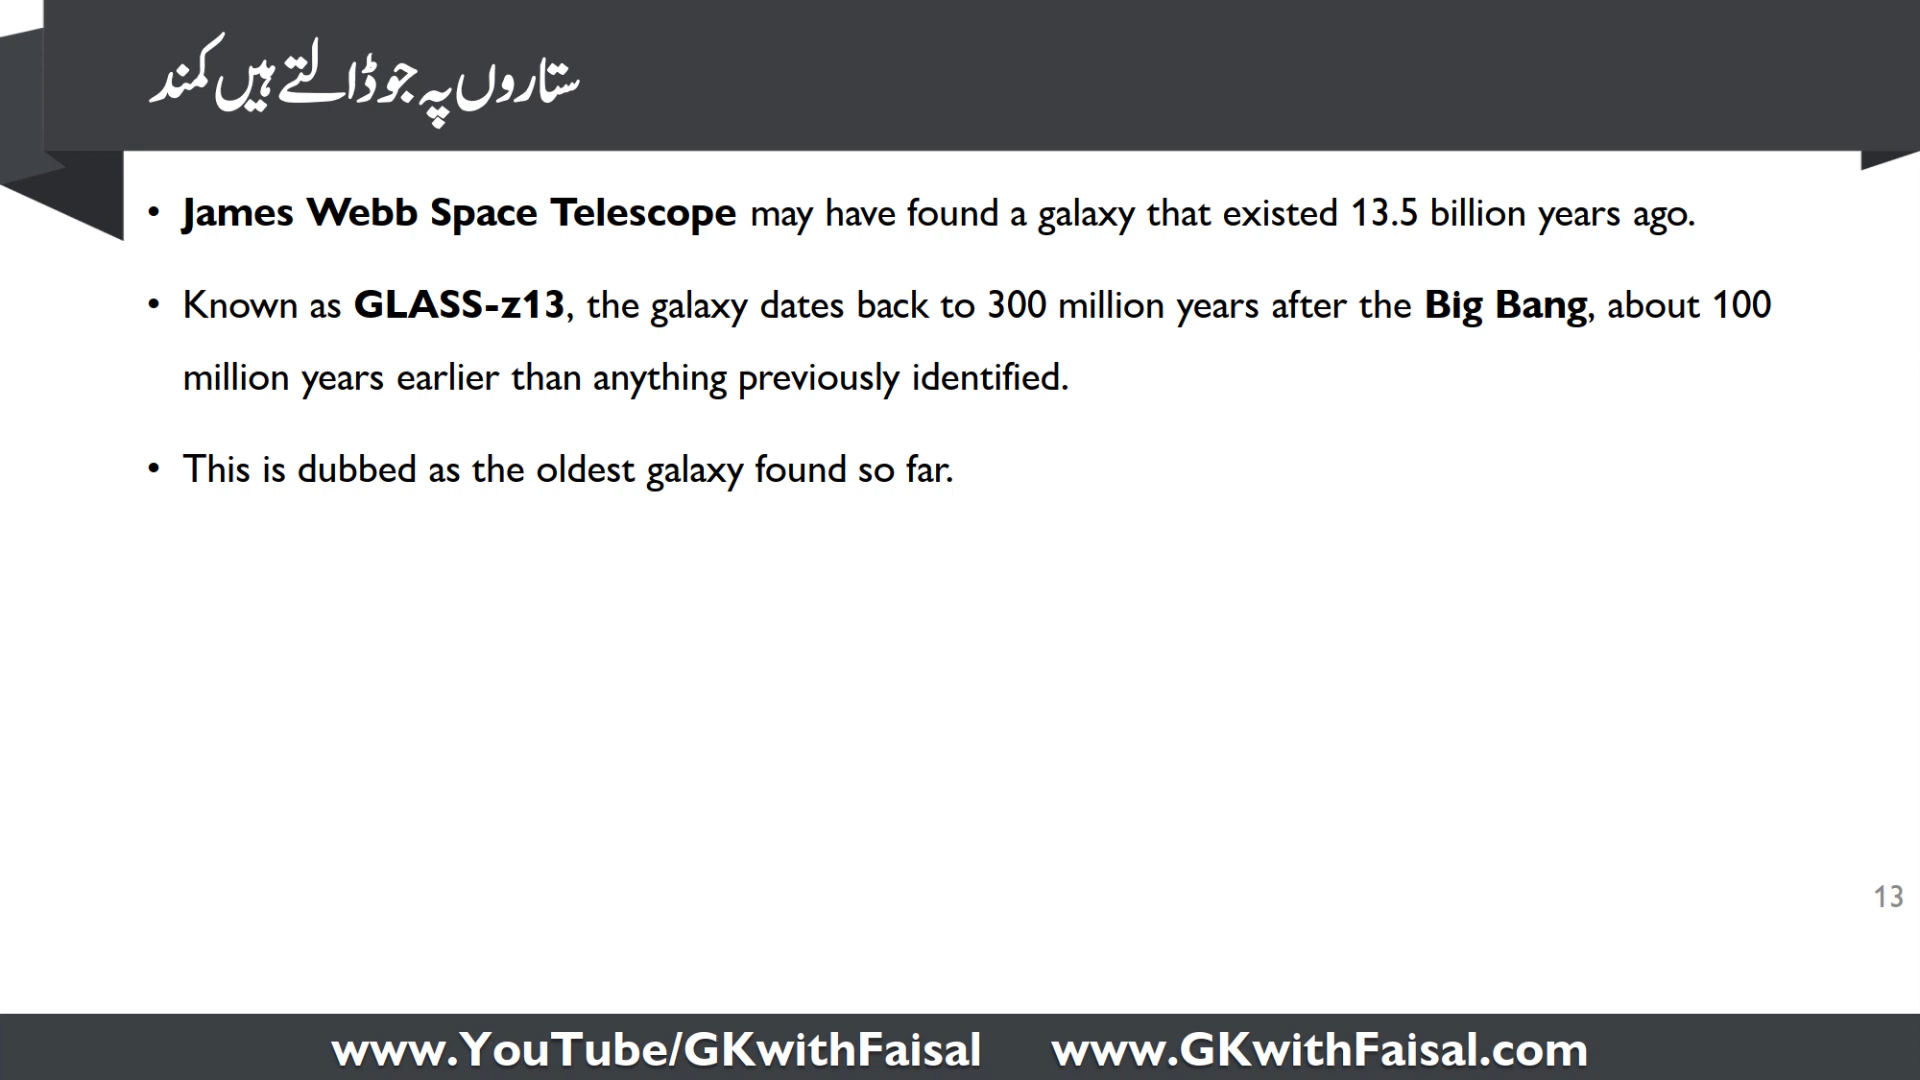 ستاروں پہ جو ڈالتے ہیں کمند
• James Webb Space Telescope may have found a galaxy that existed 13.5 billion years ago.
• Known as GLASS-z13, the galaxy dates back to 300 million years after the Big Bang, about 100
million years earlier than anything previously identified.
• This is dubbed as the oldest galaxy found so far.
13
www.YouTube/GKwithFaisal www.GKwithFaisal.com